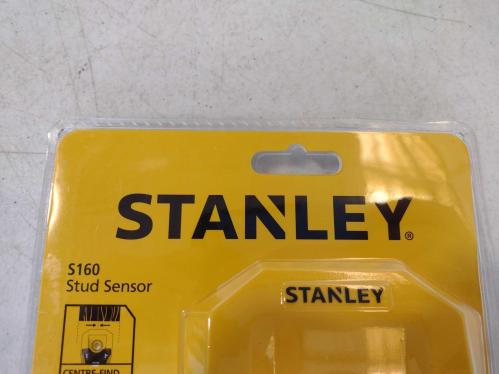 STANLEY®
S160
Stud Sensor
STANLEY
CENTRE-FIND